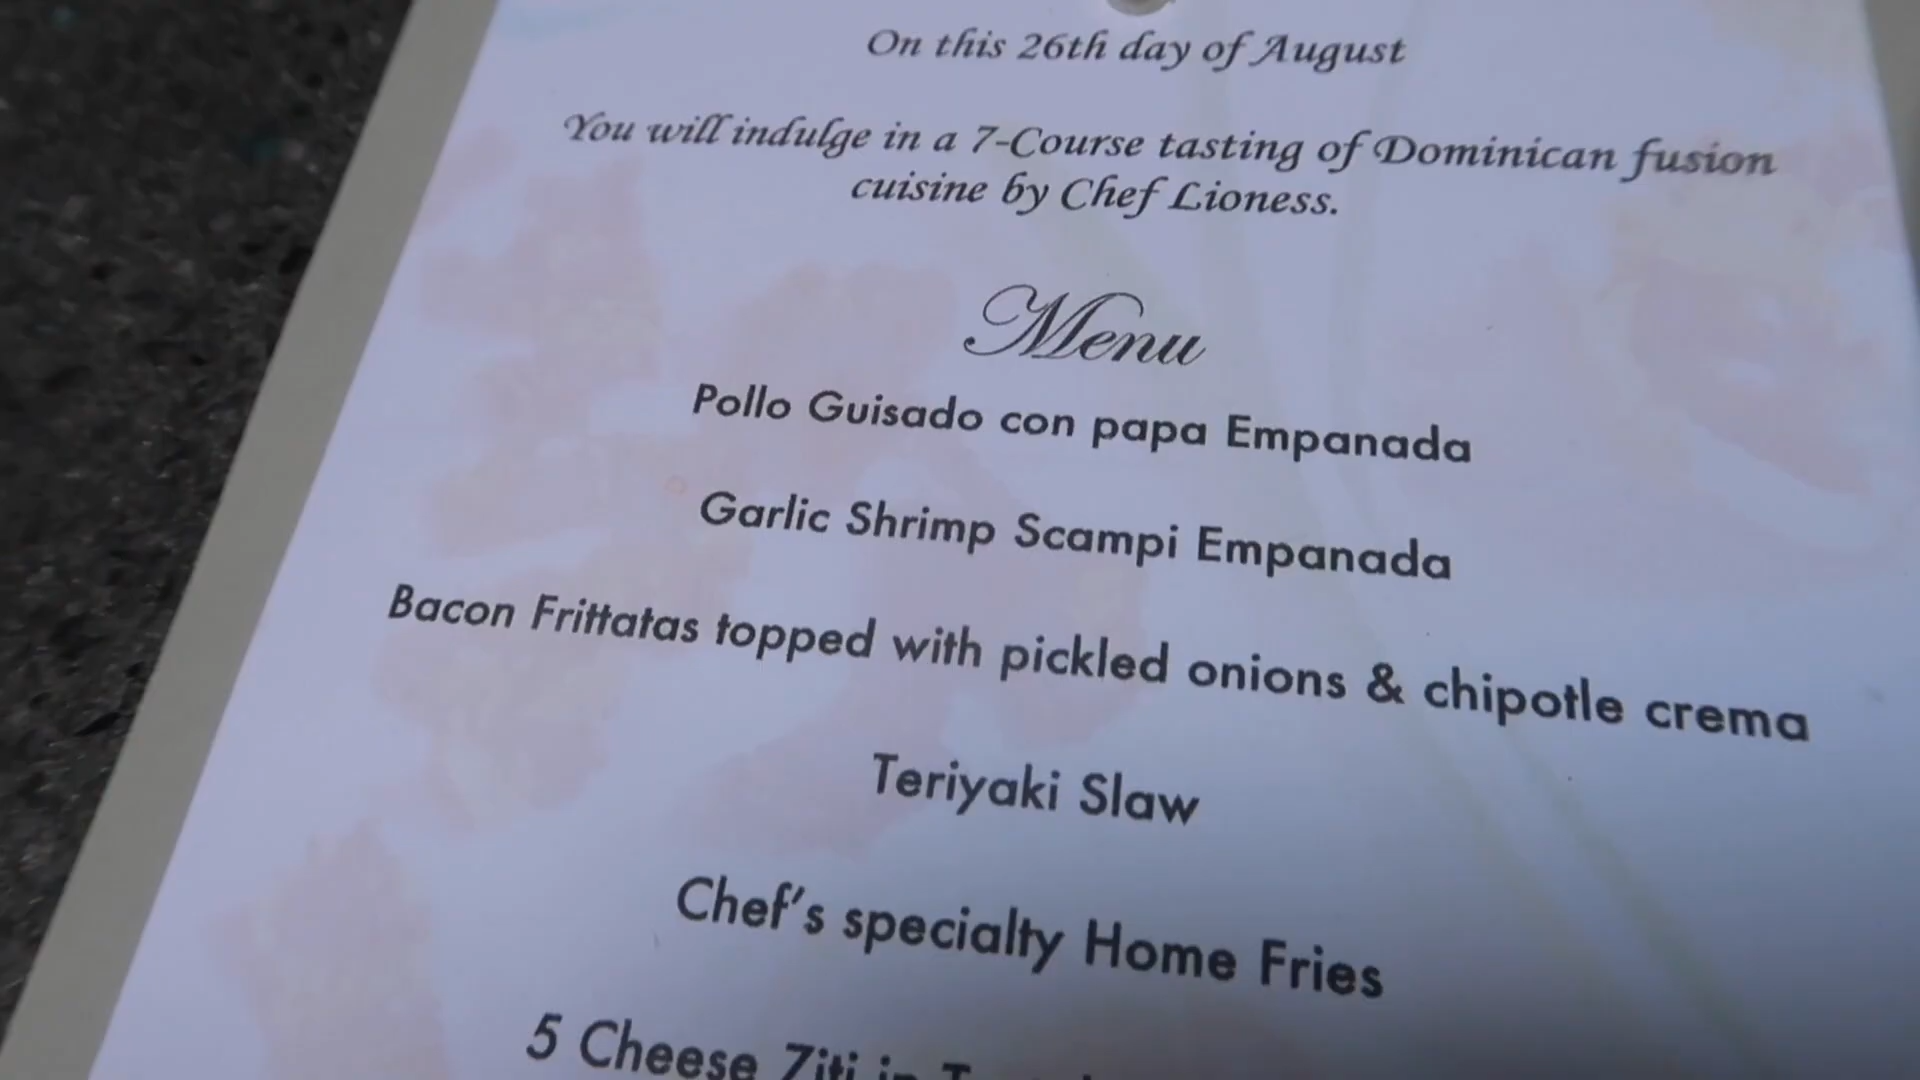 On this 26th day of August
You will indulge in a 7-Course tasting of Dominican fusion
cuisine by Chef Lioness.
Menu
Pollo Guisado con papa Empanada
Garlic Shrimp Scampi Empanada
Bacon Frittatas topped with pickled onions & chipotle crema
Teriyaki Slaw
Chef's specialty Home Fries
5 Cheese Ziti in